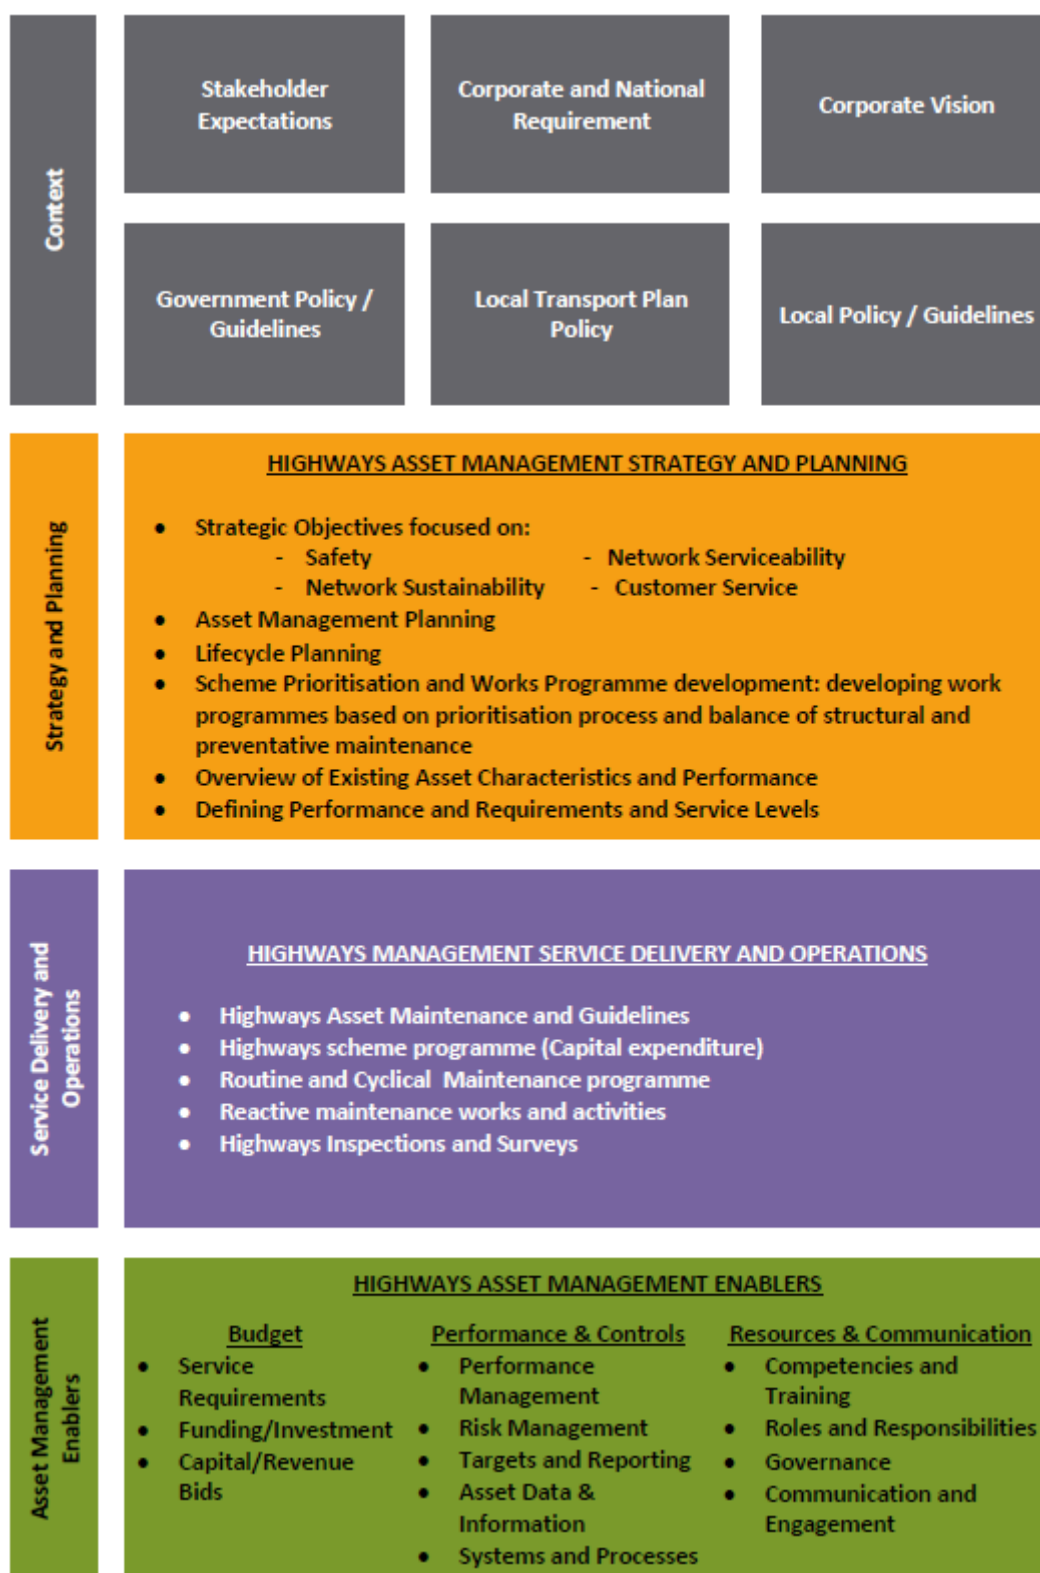 Context
Stakeholder
Expectations
Corporate and National
Requirement
Corporate Vision
Government Policy /
Guidelines
Local Transport Plan
Policy
Local Policy / Guidelines
Strategy and Planning
HIGHWAYS ASSET MANAGEMENT STRATEGY AND PLANNING
• Strategic Objectives focused on:
- Safety - Network Serviceability
- Network Sustainability - Customer Service
• Asset Management Planning
• Lifecycle Planning
• Scheme Prioritisation and Works Programme development: developing work
programmes based on prioritisation process and balance of structural and
preventative maintenance
• Overview of Existing Asset Characteristics and Performance
• Defining Performance and Requirements and Service Levels
Service Delivery and
Operations
HIGHWAYS MANAGEMENT SERVICE DELIVERY AND OPERATIONS
• Highways Asset Maintenance and Guidelines
• Highways scheme programme (Capital expenditure)
• Routine and Cyclical Maintenance programme
• Reactive maintenance works and activities
• Highways Inspections and Surveys
Asset Management
Enablers
HIGHWAYS ASSET MANAGEMENT ENABLERS
Budget
• Service
Requirements
• Funding/Investment
• Capital/Revenue
Bids
Performance & Controls
• Performance
Management
• Risk Management
• Targets and Reporting
• Asset Data &
Information
• Systems and Processes
Resources & Communication
• Competencies and
Training
• Roles and Responsibilities
• Governance
• Communication and
Engagement